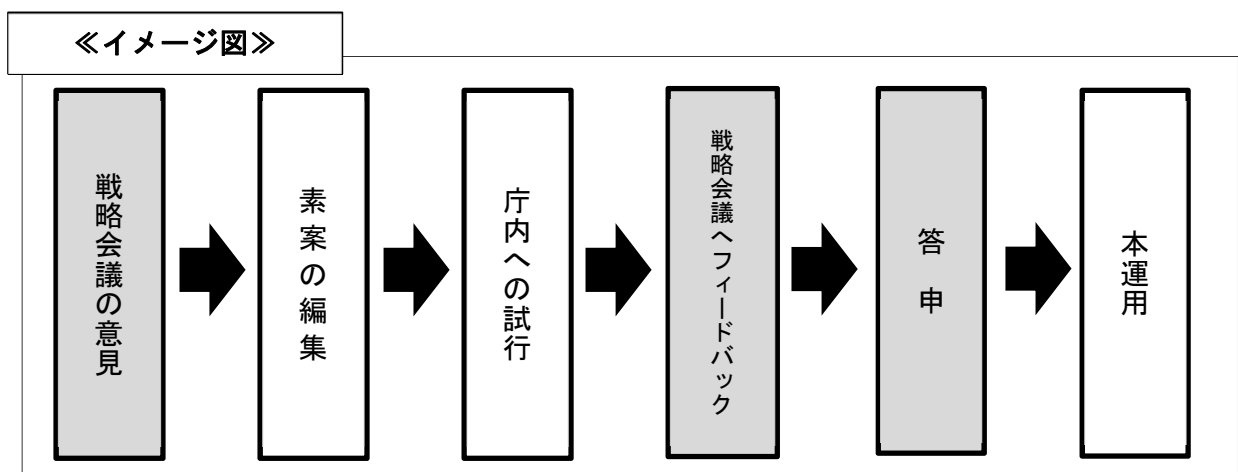 ≪イメージ図≫
戦略会議の意見
素案の編集
庁内への試行
戦略会議へフィードバック
答申
本運用